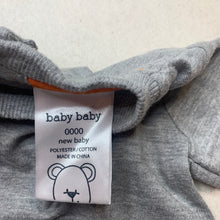 baby baby
0000
new baby
POLYESTER/COTTON
MADE IN CHINA